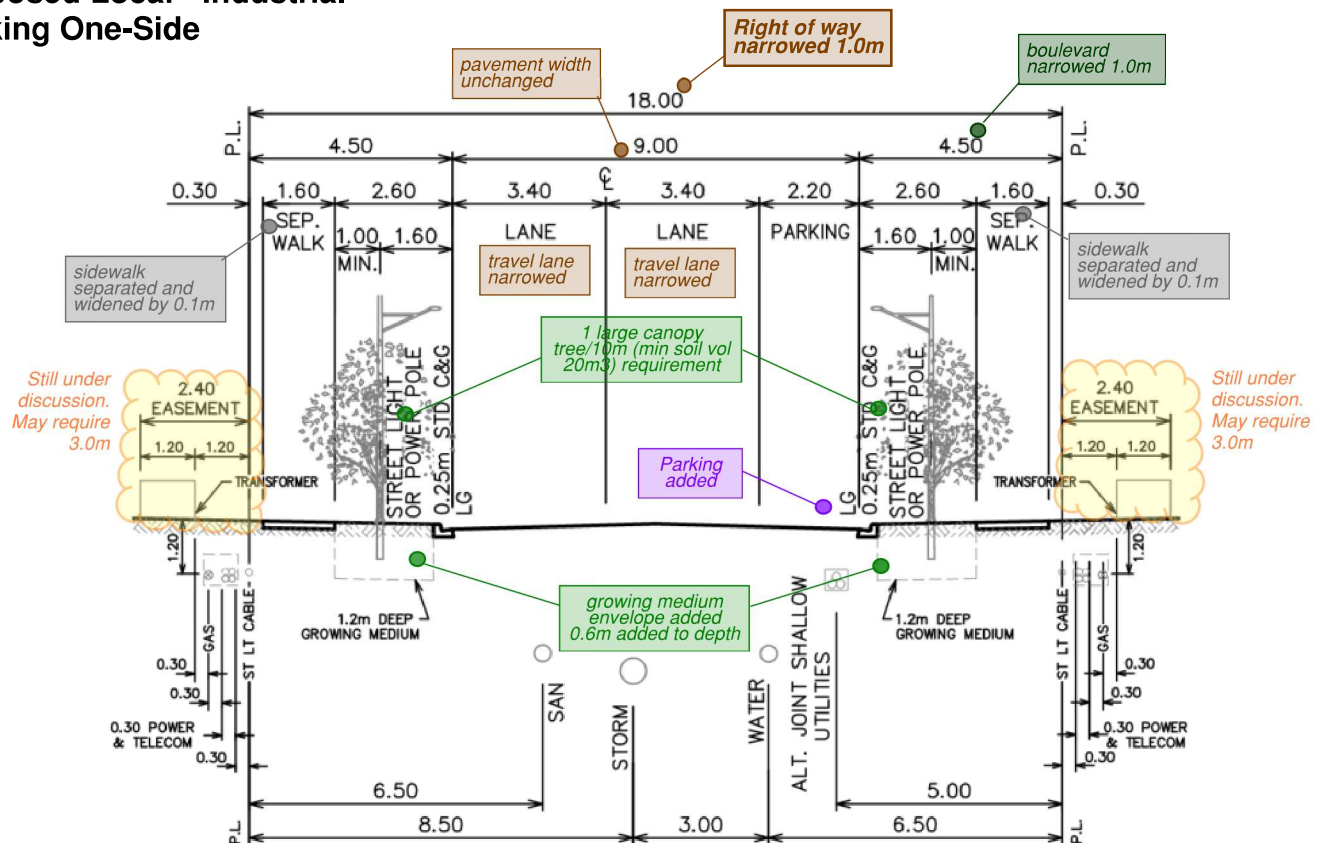 king One-Side
Right of way
narrowed 1.0m
pavement width
unchanged
boulevard
narrowed 1.0m
18.00
P.L.
P.L.
4.50
9.00
4.50
℄
0.30
1.60
2.60
3.40
3.40
2.20
2.60
1.60
0.30
SEP.
WALK
1.00
MIN.
1.60
LANE
LANE
PARKING
1.60
1.00
MIN.
SEP.
WALK
travel lane
narrowed
travel lane
narrowed
sidewalk
separated and
widened by 0.1m
sidewalk
separated and
widened by 0.1m
1 large canopy
tree/10m (min soil vol
20m3) requirement
Still under
discussion.
May require
3.0m
2.40
EASEMENT
1.20
1.20
TRANSFORMER
STREET LIGHT
OR POWER POLE
0.25m STD C&G
LG
Parking
added
LG
0.25m STD C&G
STREET LIGHT
OR POWER POLE
2.40
EASEMENT
1.20
1.20
TRANSFORMER
Still under
discussion.
May require
3.0m
1.20
1.20
1.2m DEEP
GROWING MEDIUM
growing medium
envelope added
0.6m added to depth
1.2m DEEP
GROWING MEDIUM
GAS
ST LT CABLE
SAN
STORM
WATER
ALT. JOINT SHALLOW
UTILITIES
ST LT CABLE
GAS
0.30
0.30
0.30 POWER
& TELECOM
0.30
0.30
0.30
0.30 POWER
& TELECOM
0.30
6.50
5.00
8.50
3.00
6.50
P.L.
P.L.